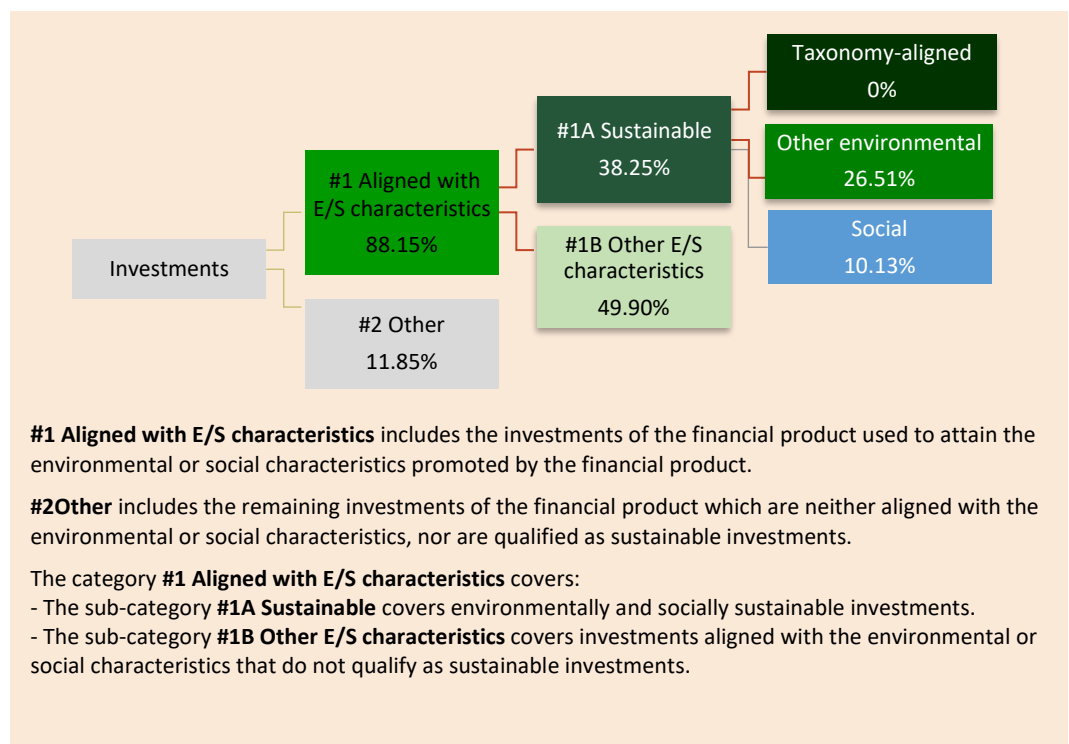 Taxonomy-aligned
0%
#1A Sustainable
38.25%
Other environmental
26.51%
#1 Aligned with
E/S characteristics
88.15%
Social
10.13%
#1B Other E/S
characteristics
49.90%
Investments
#2 Other
11.85%
#1 Aligned with E/S characteristics includes the investments of the financial product used to attain the
environmental or social characteristics promoted by the financial product.
#2Other includes the remaining investments of the financial product which are neither aligned with the
environmental or social characteristics, nor are qualified as sustainable investments.
The category #1 Aligned with E/S characteristics covers:
- The sub-category #1A Sustainable covers environmentally and socially sustainable investments.
- The sub-category #1B Other E/S characteristics covers investments aligned with the environmental or
social characteristics that do not qualify as sustainable investments.